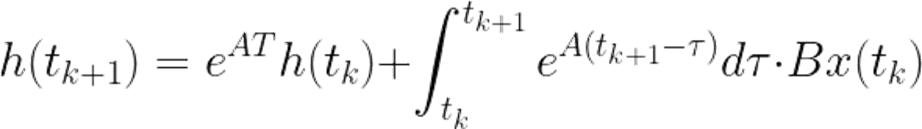 h(t_{k+1}) = e^{AT} h(t_k) + \int_{t_k}^{t_{k+1}} e^{A(t_{k+1}-\tau)} d\tau \cdot Bx(t_k)